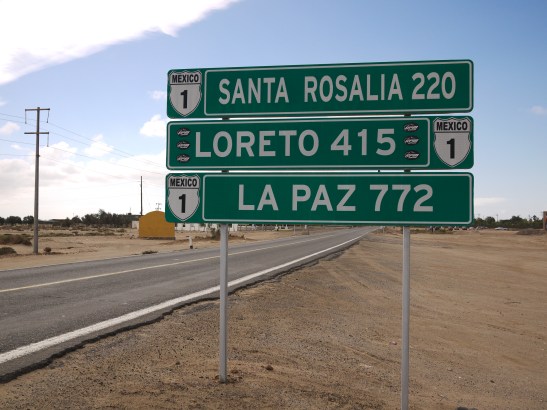 MEXICO
1
SANTA ROSALIA 220
LORETO 415
MEXICO
1
MEXICO
1
LA PAZ 772